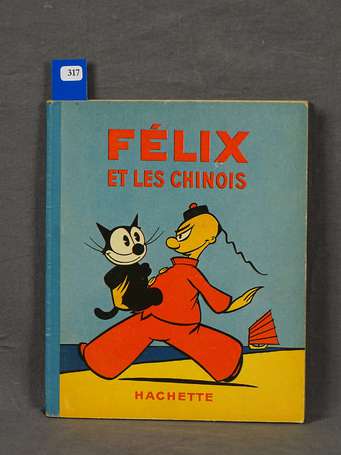 317
FÉLIX
ET LES CHINOIS
HACHETTE